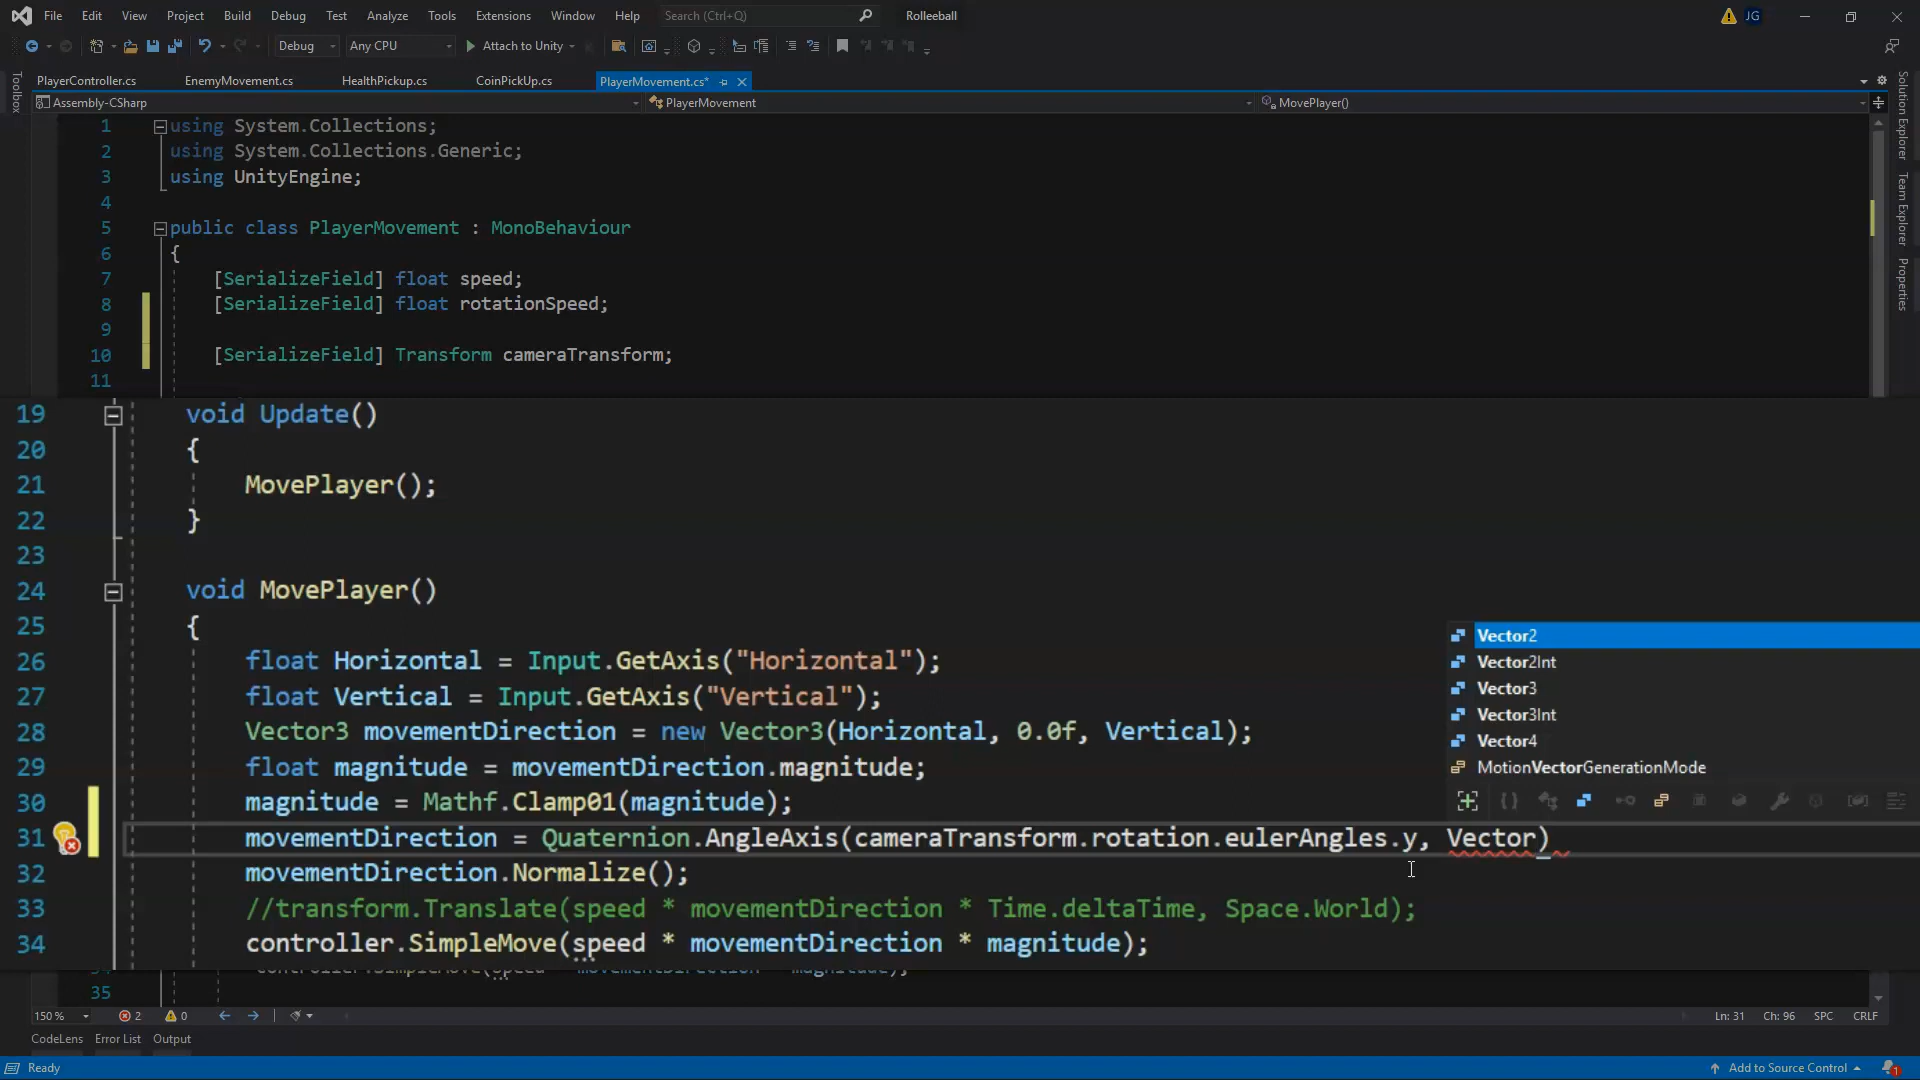 File Edit View Project Build Debug Test Analyze Tools Extensions Window Help Search (Ctrl+Q) Rolleeball JG
Debug Any CPU Attach to Unity
PlayerController.cs EnemyMovement.cs HealthPickup.cs CoinPickUp.cs PlayerMovement.cs*
Assembly-CSharp PlayerMovement MovePlayer()
Toolbox
Solution Explorer
Team Explorer
Properties
1 using System.Collections;
2 using System.Collections.Generic;
3 using UnityEngine;
4
5 public class PlayerMovement : MonoBehaviour
6 {
7 [SerializeField] float speed;
8 [SerializeField] float rotationSpeed;
9
10 [SerializeField] Transform cameraTransform;
11
19 void Update()
20 {
21 MovePlayer();
22 }
23
24 void MovePlayer()
25 {
26 float Horizontal = Input.GetAxis("Horizontal");
27 float Vertical = Input.GetAxis("Vertical");
28 Vector3 movementDirection = new Vector3(Horizontal, 0.0f, Vertical);
29 float magnitude = movementDirection.magnitude;
30 magnitude = Mathf.Clamp01(magnitude);
31 movementDirection = Quaternion.AngleAxis(cameraTransform.rotation.eulerAngles.y, Vector)
32 movementDirection.Normalize();
33 //transform.Translate(speed * movementDirection * Time.deltaTime, Space.World);
34 controller.SimpleMove(speed * movementDirection * magnitude);
35
Vector2
Vector2Int
Vector3
Vector3Int
Vector4
MotionVectorGenerationMode
150 % 2 0 Ln: 31 Ch: 96 SPC CRLF
CodeLens Error List Output
Ready Add to Source Control 1